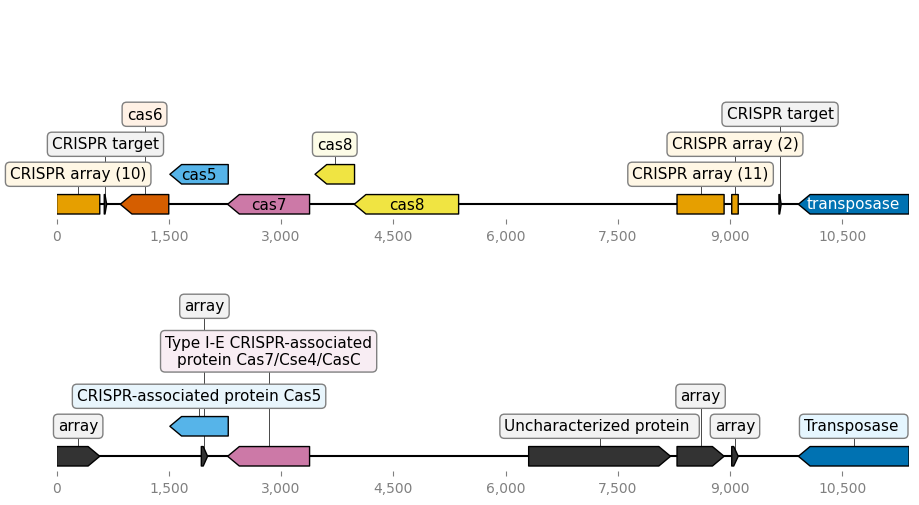 cas6
CRISPR target
CRISPR target
cas8
CRISPR array (2)
CRISPR array (10)
cas5
CRISPR array (11)
cas7
cas8
transposase
0
1,500
3,000
4,500
6,000
7,500
9,000
10,500
array
Type I-E CRISPR-associated
protein Cas7/Cse4/CasC
CRISPR-associated protein Cas5
array
array
Uncharacterized protein
array
Transposase
0
1,500
3,000
4,500
6,000
7,500
9,000
10,500